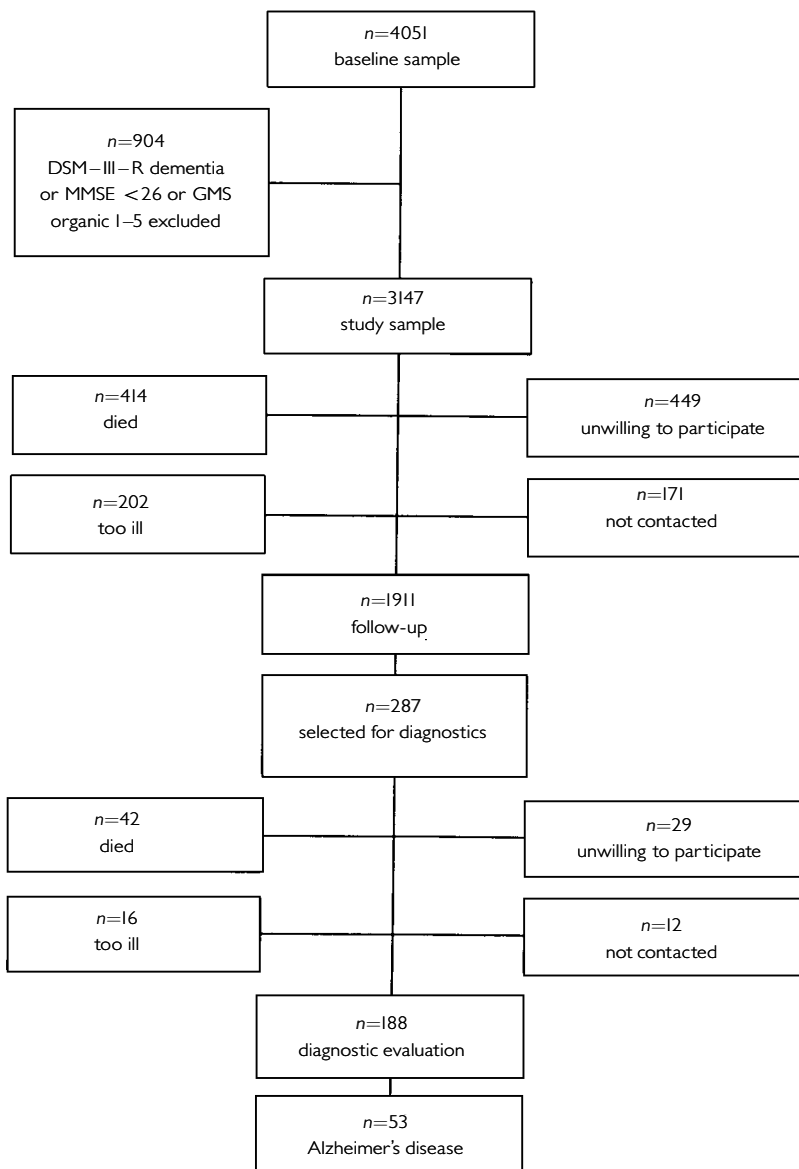 n=4051
baseline sample
n=904
DSM–III–R dementia
or MMSE <26 or GMS
organic 1–5 excluded
n=3147
study sample
n=414
died
n=449
unwilling to participate
n=202
too ill
n=171
not contacted
n=1911
follow-up
n=287
selected for diagnostics
n=42
died
n=29
unwilling to participate
n=16
too ill
n=12
not contacted
n=188
diagnostic evaluation
n=53
Alzheimer's disease